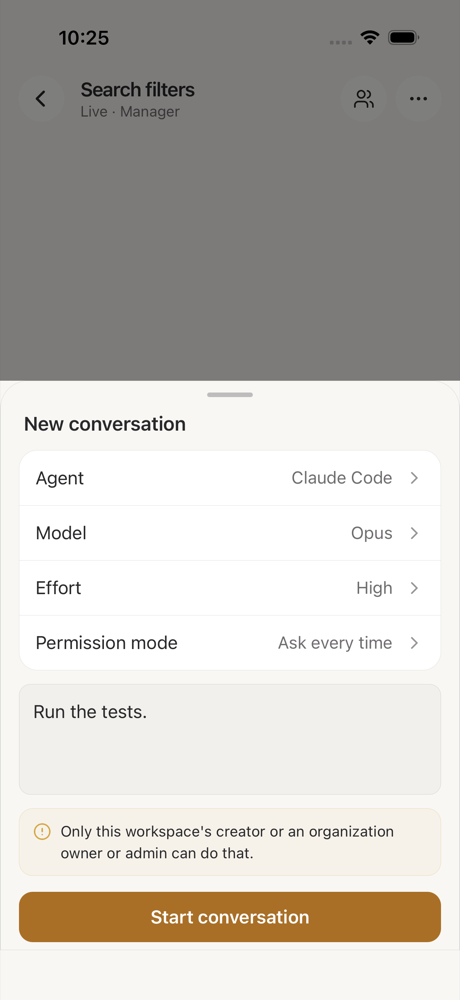 10:25
Search filters
Live · Manager
New conversation
Agent
Claude Code
Model
Opus
Effort
High
Permission mode
Ask every time
Run the tests.
Only this workspace's creator or an organization
owner or admin can do that.
Start conversation